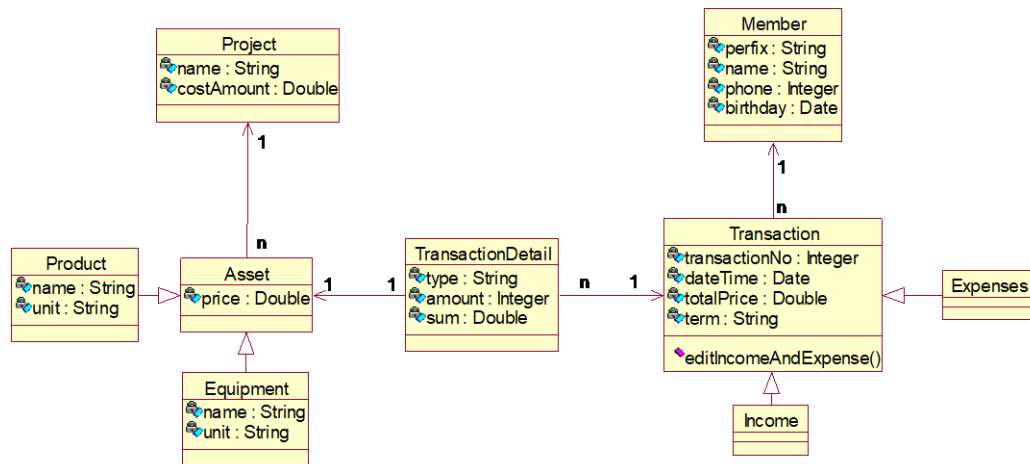 Project
name : String
costAmount : Double
1
n
Member
perfix : String
name : String
phone : Integer
birthday : Date
1
n
Product
name : String
unit : String
Asset
price : Double
1
1
TransactionDetail
type : String
amount : Integer
sum : Double
n
1
Transaction
transactionNo : Integer
dateTime : Date
totalPrice : Double
term : String
editIncomeAndExpense()
Expenses
Equipment
name : String
unit : String
Income